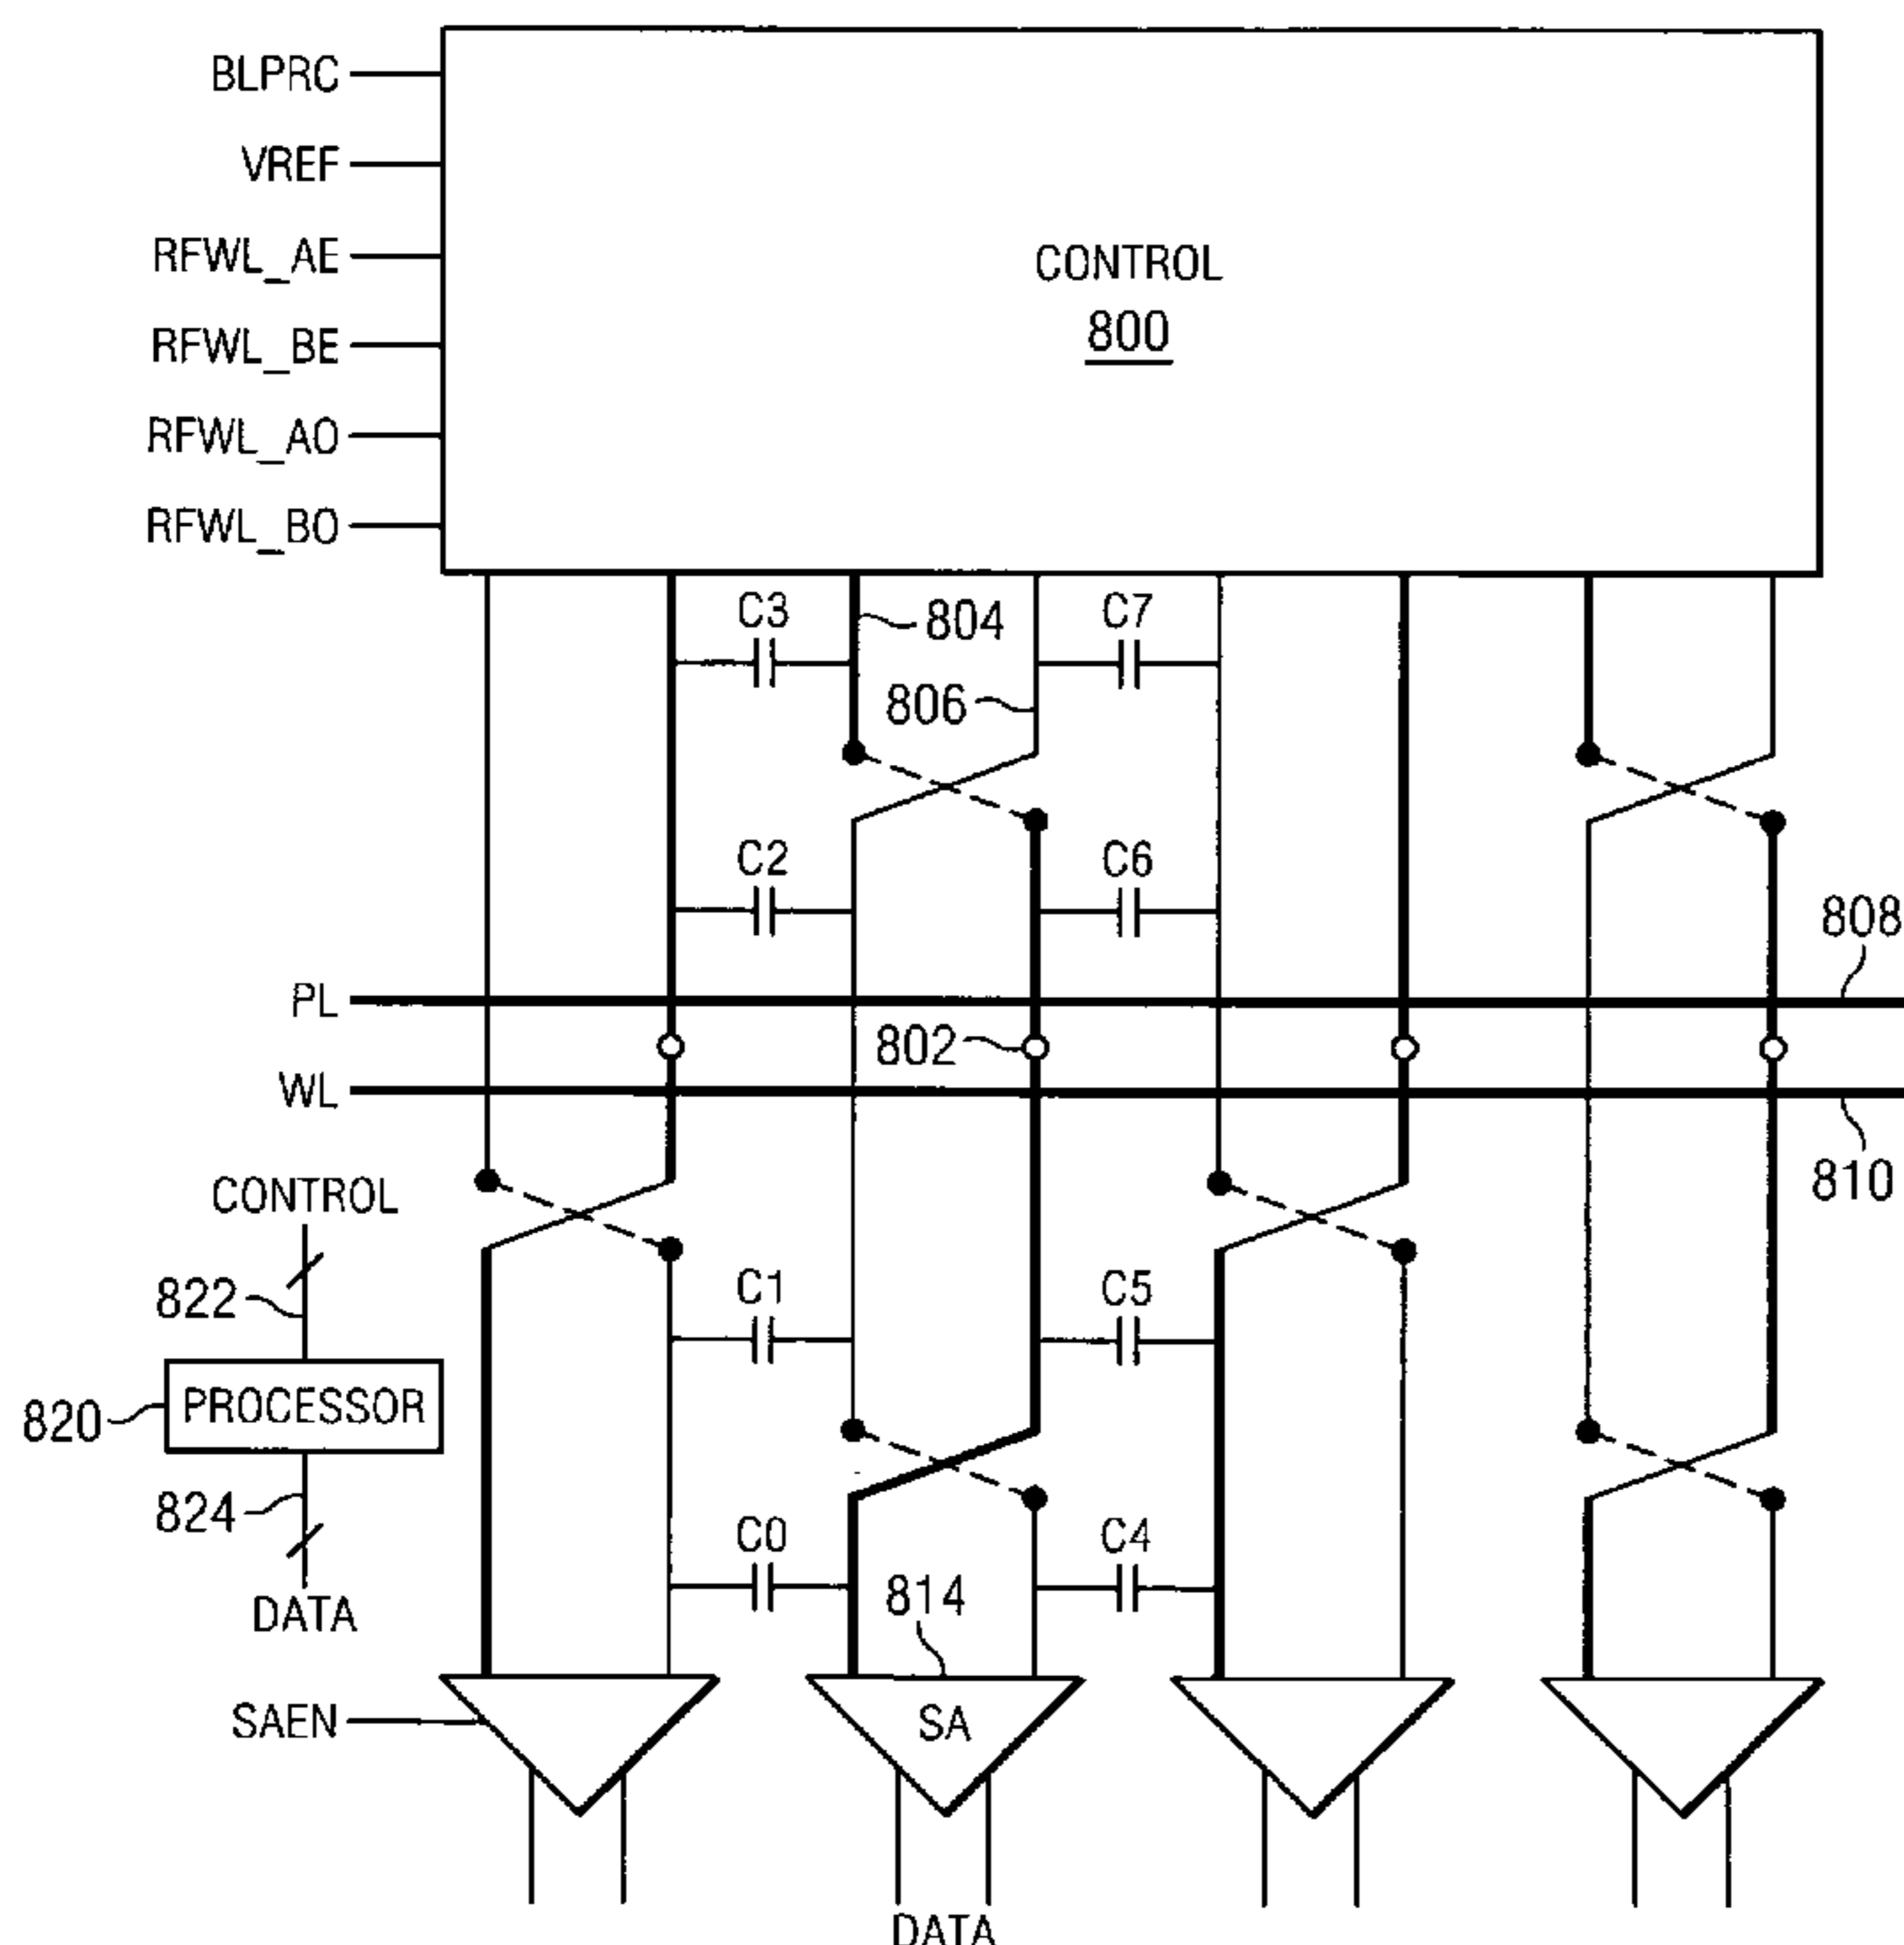 BLPRC
VREF
RFWL_AE
CONTROL
800
RFWL_BE
RFWL_AO
RFWL_BO
C3
804
C7
806
C2
C6
808
PL
802
WL
810
CONTROL
822
C1
C5
820
PROCESSOR
824
C0
C4
814
DATA
SAEN
SA
DATA